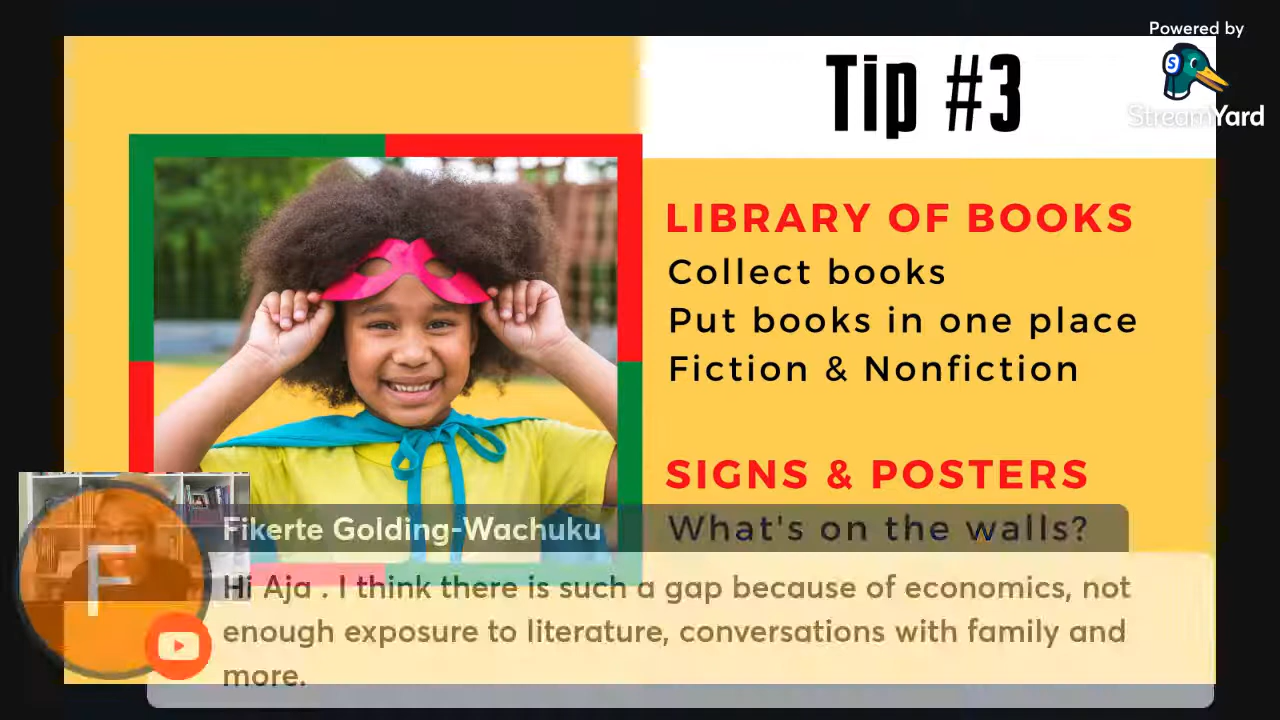 Powered by
StreamYard
Tip #3
LIBRARY OF BOOKS
Collect books
Put books in one place
Fiction & Nonfiction
SIGNS & POSTERS
What's on the walls?
Fikerte Golding-Wachuku
Hi Aja . I think there is such a gap because of economics, not
enough exposure to literature, conversations with family and
more.
F
S